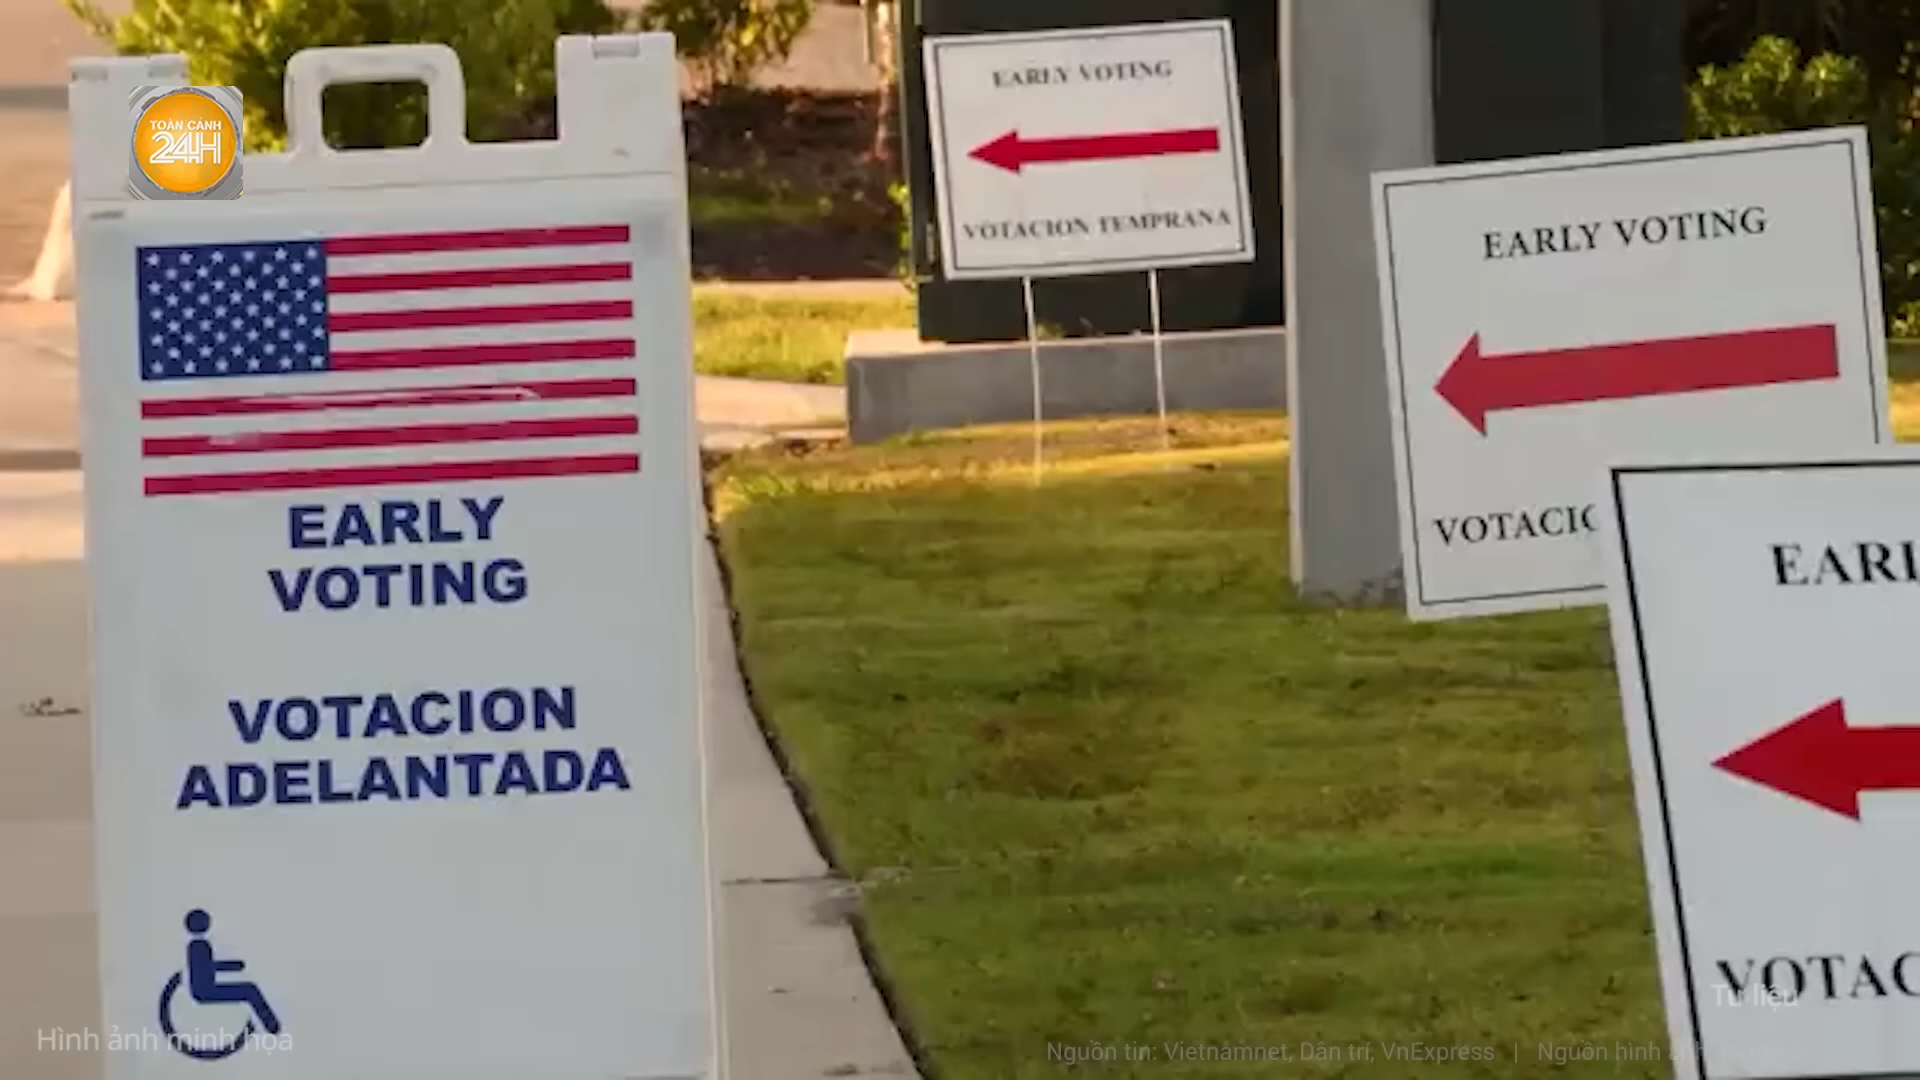 TOÀN CẢNH
24H
EARLY
VOTING
VOTACION
ADELANTADA
EARLY VOTING
VOTACION TEMPRANA
EARLY VOTING
VOTACIC
EARL
VOTAC
Tư liệu
Hình ảnh minh họa
Nguồn tin: Vietnamnet, Dân trí, VnExpress | Nguồn hình